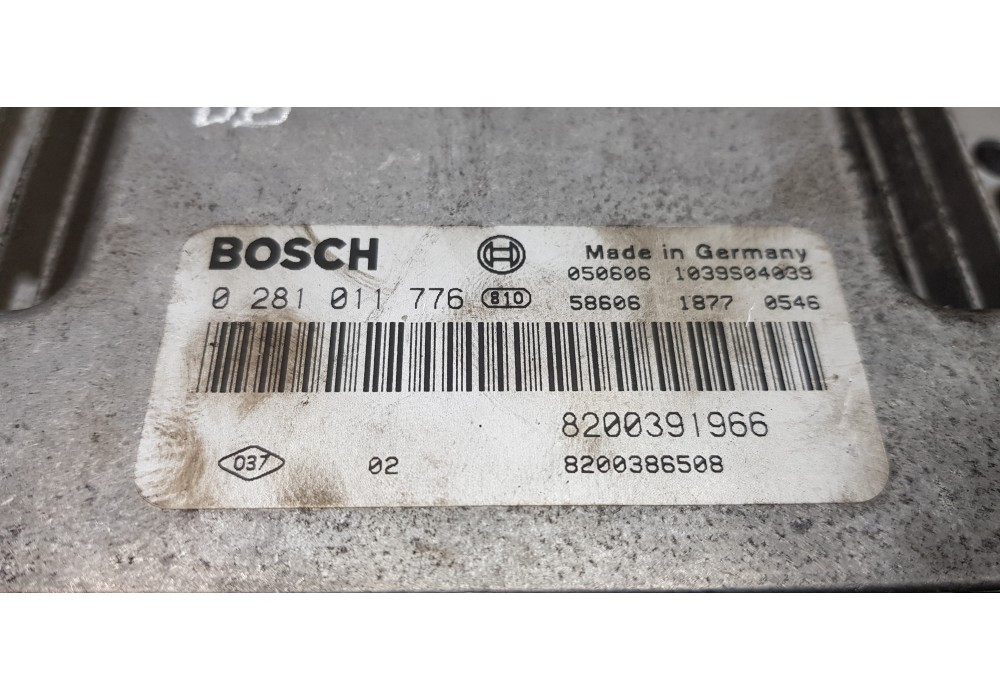 BOSCH
Made in Germany
050606 1039S04039
0 281 011 776 810
58606 1877 0546
8200391966
037 02 8200386508